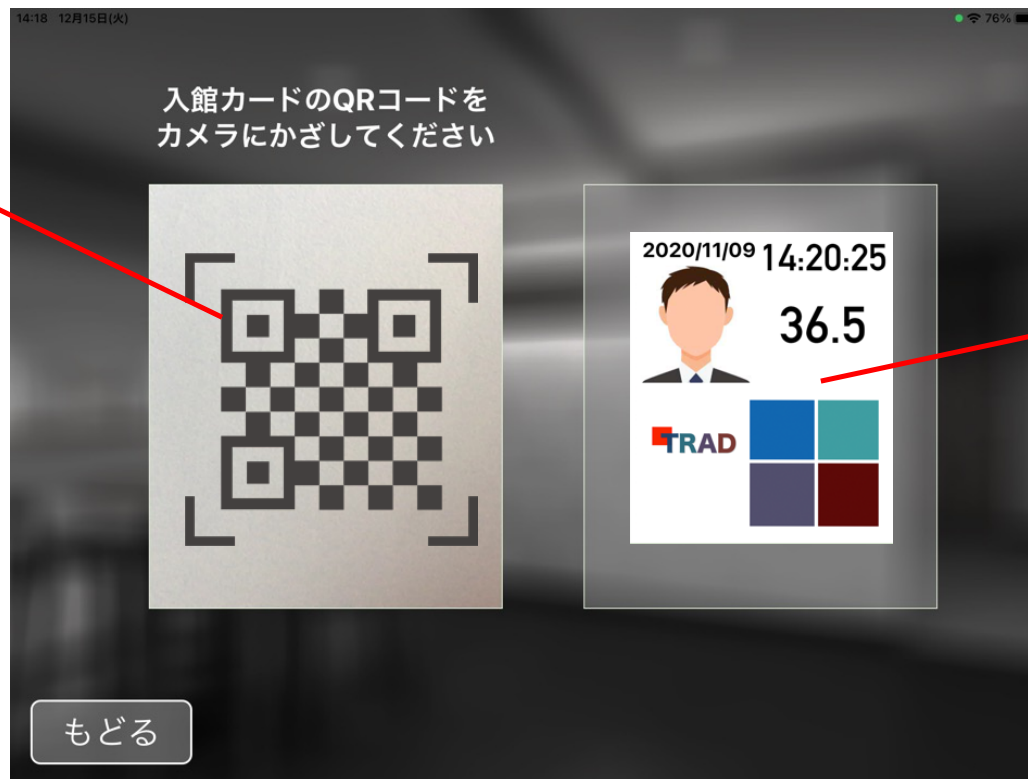 14:18 12月15日(火)
76%
入館カードのQRコードを
カメラにかざしてください
2020/11/09 14:20:25
36.5
TRAD
もどる